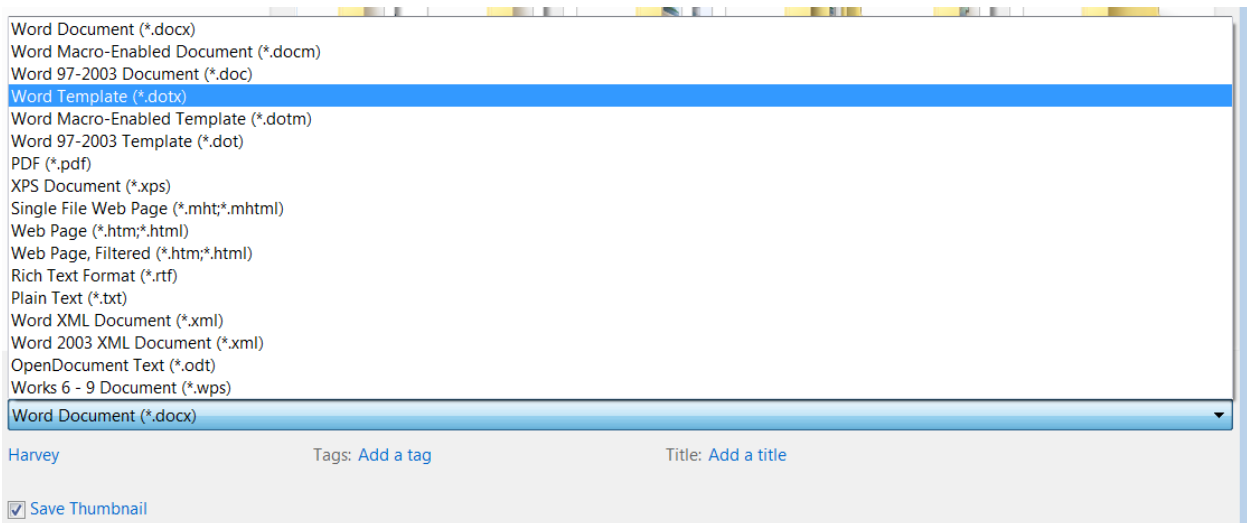 Word Document (*.docx)
Word Macro-Enabled Document (*.docm)
Word 97-2003 Document (*.doc)
Word Template (*.dotx)
Word Macro-Enabled Template (*.dotm)
Word 97-2003 Template (*.dot)
PDF (*.pdf)
XPS Document (*.xps)
Single File Web Page (*.mht;*.mhtml)
Web Page (*.htm;*.html)
Web Page, Filtered (*.htm;*.html)
Rich Text Format (*.rtf)
Plain Text (*.txt)
Word XML Document (*.xml)
Word 2003 XML Document (*.xml)
OpenDocument Text (*.odt)
Works 6 - 9 Document (*.wps)
Word Document (*.docx)
Harvey Tags: Add a tag Title: Add a title
Save Thumbnail